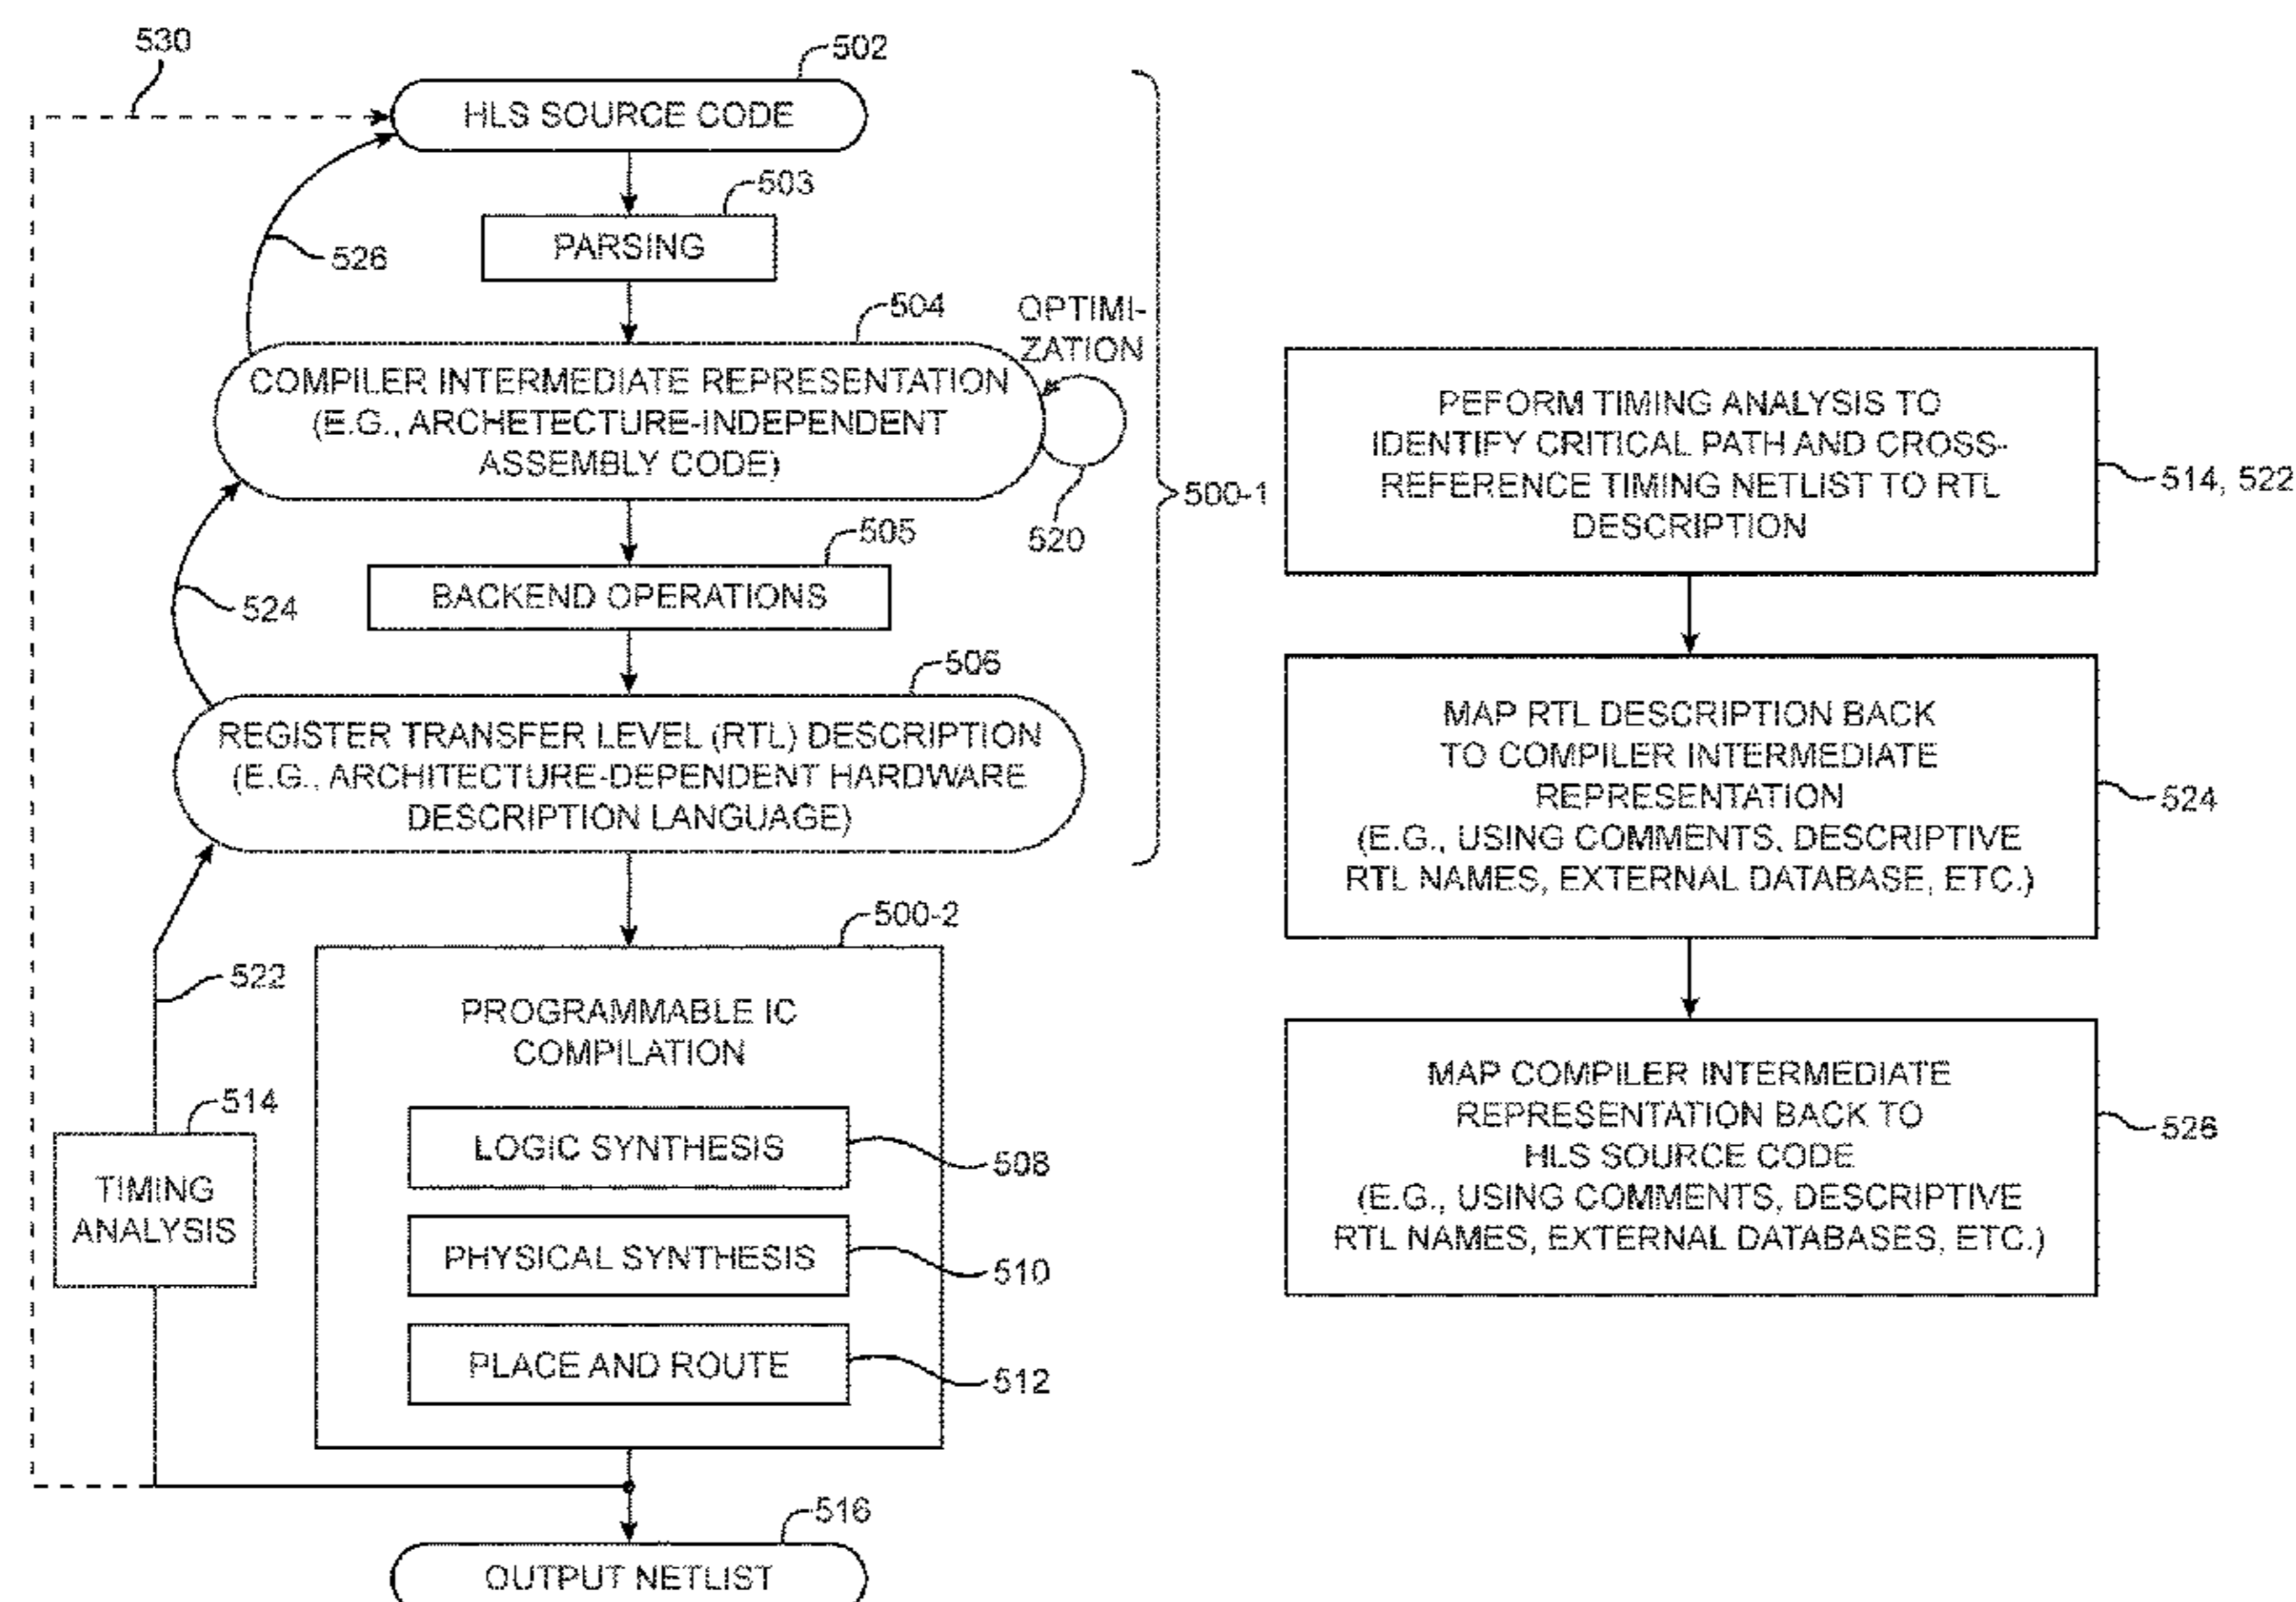 530
502
HLS SOURCE CODE
503
PARSING
526
504
OPTIMI-
ZATION
COMPILER INTERMEDIATE REPRESENTATION
(E.G., ARCHETECTURE-INDEPENDENT
ASSEMBLY CODE)
520
500-1
505
BACKEND OPERATIONS
524
506
REGISTER TRANSFER LEVEL (RTL) DESCRIPTION
(E.G., ARCHITECTURE-DEPENDENT HARDWARE
DESCRIPTION LANGUAGE)
500-2
522
PROGRAMMABLE IC
COMPILATION
514
TIMING
ANALYSIS
LOGIC SYNTHESIS
508
PHYSICAL SYNTHESIS
510
PLACE AND ROUTE
512
516
OUTPUT NETLIST
PEFORM TIMING ANALYSIS TO
IDENTIFY CRITICAL PATH AND CROSS-
REFERENCE TIMING NETLIST TO RTL
DESCRIPTION
514, 522
MAP RTL DESCRIPTION BACK
TO COMPILER INTERMEDIATE
REPRESENTATION
(E.G., USING COMMENTS, DESCRIPTIVE
RTL NAMES, EXTERNAL DATABASE, ETC.)
524
MAP COMPILER INTERMEDIATE
REPRESENTATION BACK TO
HLS SOURCE CODE
(E.G., USING COMMENTS, DESCRIPTIVE
RTL NAMES, EXTERNAL DATABASES, ETC.)
526